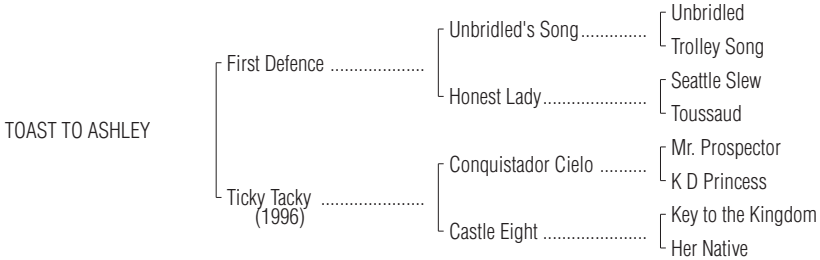 Unbridled
Unbridled's Song..............
Trolley Song
First Defence ....................
Seattle Slew
Honest Lady......................
Toussaud
TOAST TO ASHLEY
Mr. Prospector
Conquistador Cielo ..........
K D Princess
Ticky Tacky ......................
(1996)
Key to the Kingdom
Castle Eight ......................
Her Native